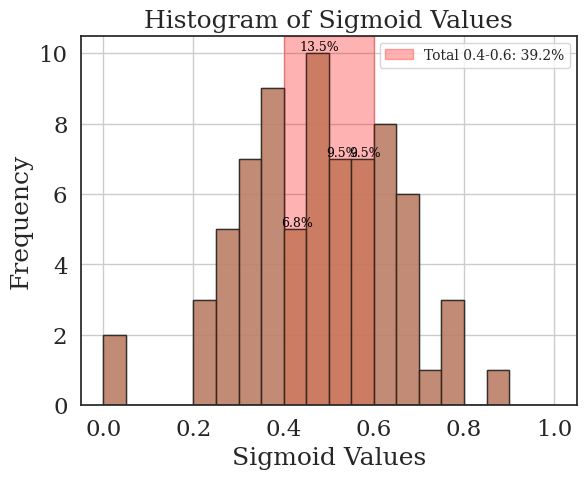 Histogram of Sigmoid Values
Total 0.4-0.6: 39.2%
13.5%
9.5%
9.5%
6.8%
10
8
6
4
2
0
Frequency
0.0 0.2 0.4 0.6 0.8 1.0
Sigmoid Values